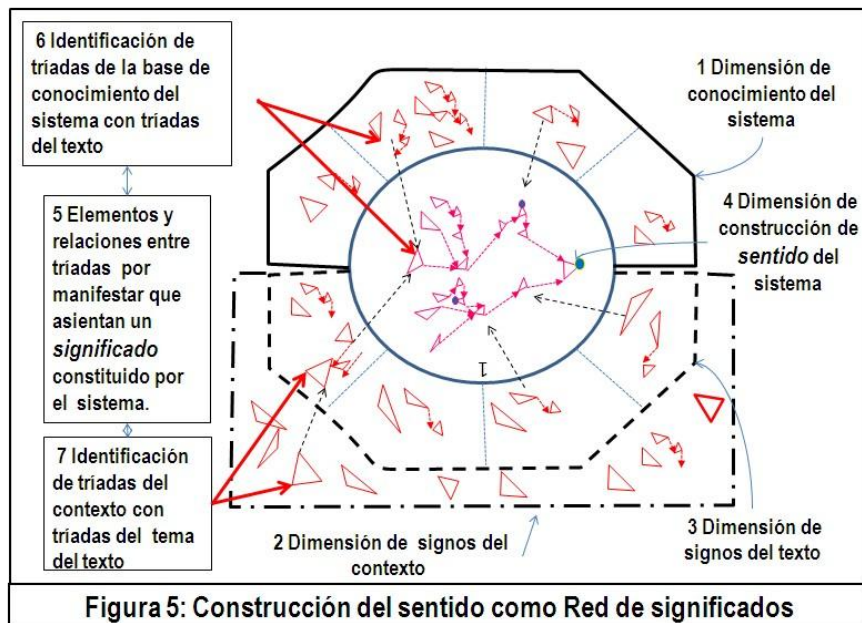 6 Identificación de
tríadas de la base de
conocimiento del
sistema con tríadas
del texto
5 Elementos y
relaciones entre
tríadas por
manifestar que
asientan un
significado
constituido por
el sistema.
7 Identificación
de tríadas del
contexto con
tríadas del tema
del texto
1 Dimensión de
conocimiento del
sistema
4 Dimensión de
construcción de
sentido del
sistema
1
2 Dimensión de signos del
contexto
3 Dimensión de
signos del texto
Figura 5: Construcción del sentido como Red de significados